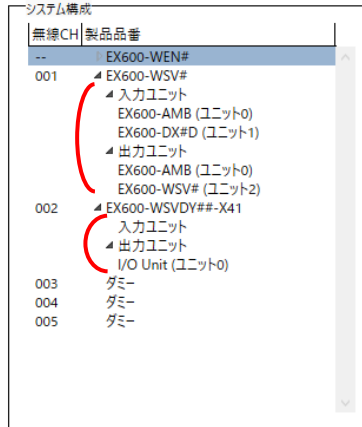 システム構成
無線CH 製品品番
-- EX600-WEN#
001 EX600-WSV#
入力ユニット
EX600-AMB (ユニット0)
EX600-DX#D (ユニット1)
出力ユニット
EX600-AMB (ユニット0)
EX600-WSV# (ユニット2)
002 EX600-WSVDY##-X41
入力ユニット
出力ユニット
I/O Unit (ユニット0)
003 ダミー
004 ダミー
005 ダミー